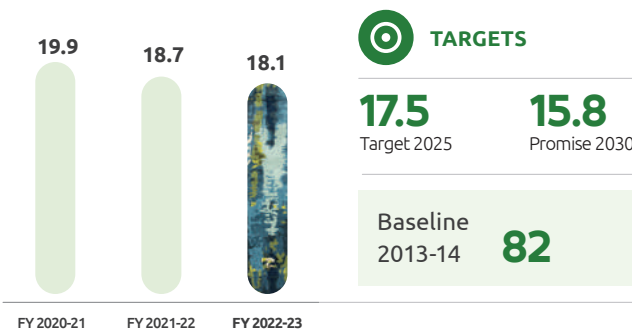 19.9
18.7
18.1
FY 2020-21
FY 2021-22
FY 2022-23
TARGETS
17.5
Target 2025
15.8
Promise 2030
Baseline
2013-14
82